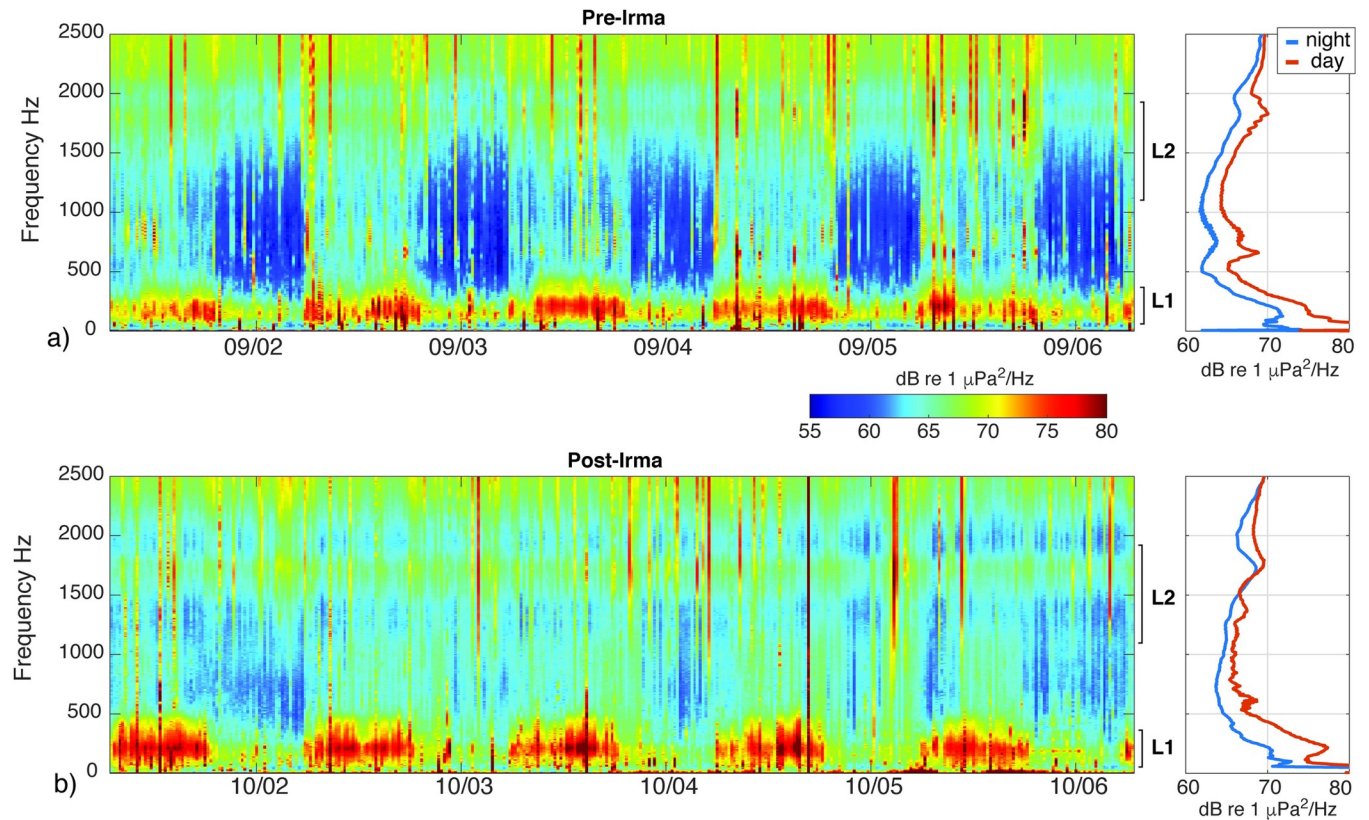 Pre-Irma
2500
2000
1500
1000
500
0
Frequency Hz
a)
09/02 09/03 09/04 09/05 09/06
L2
L1
night
day
60 70 80
dB re 1 μPa²/Hz
dB re 1 μPa²/Hz
55 60 65 70 75 80
Post-Irma
2500
2000
1500
1000
500
0
Frequency Hz
b)
10/02 10/03 10/04 10/05 10/06
L2
L1
60 70 80
dB re 1 μPa²/Hz